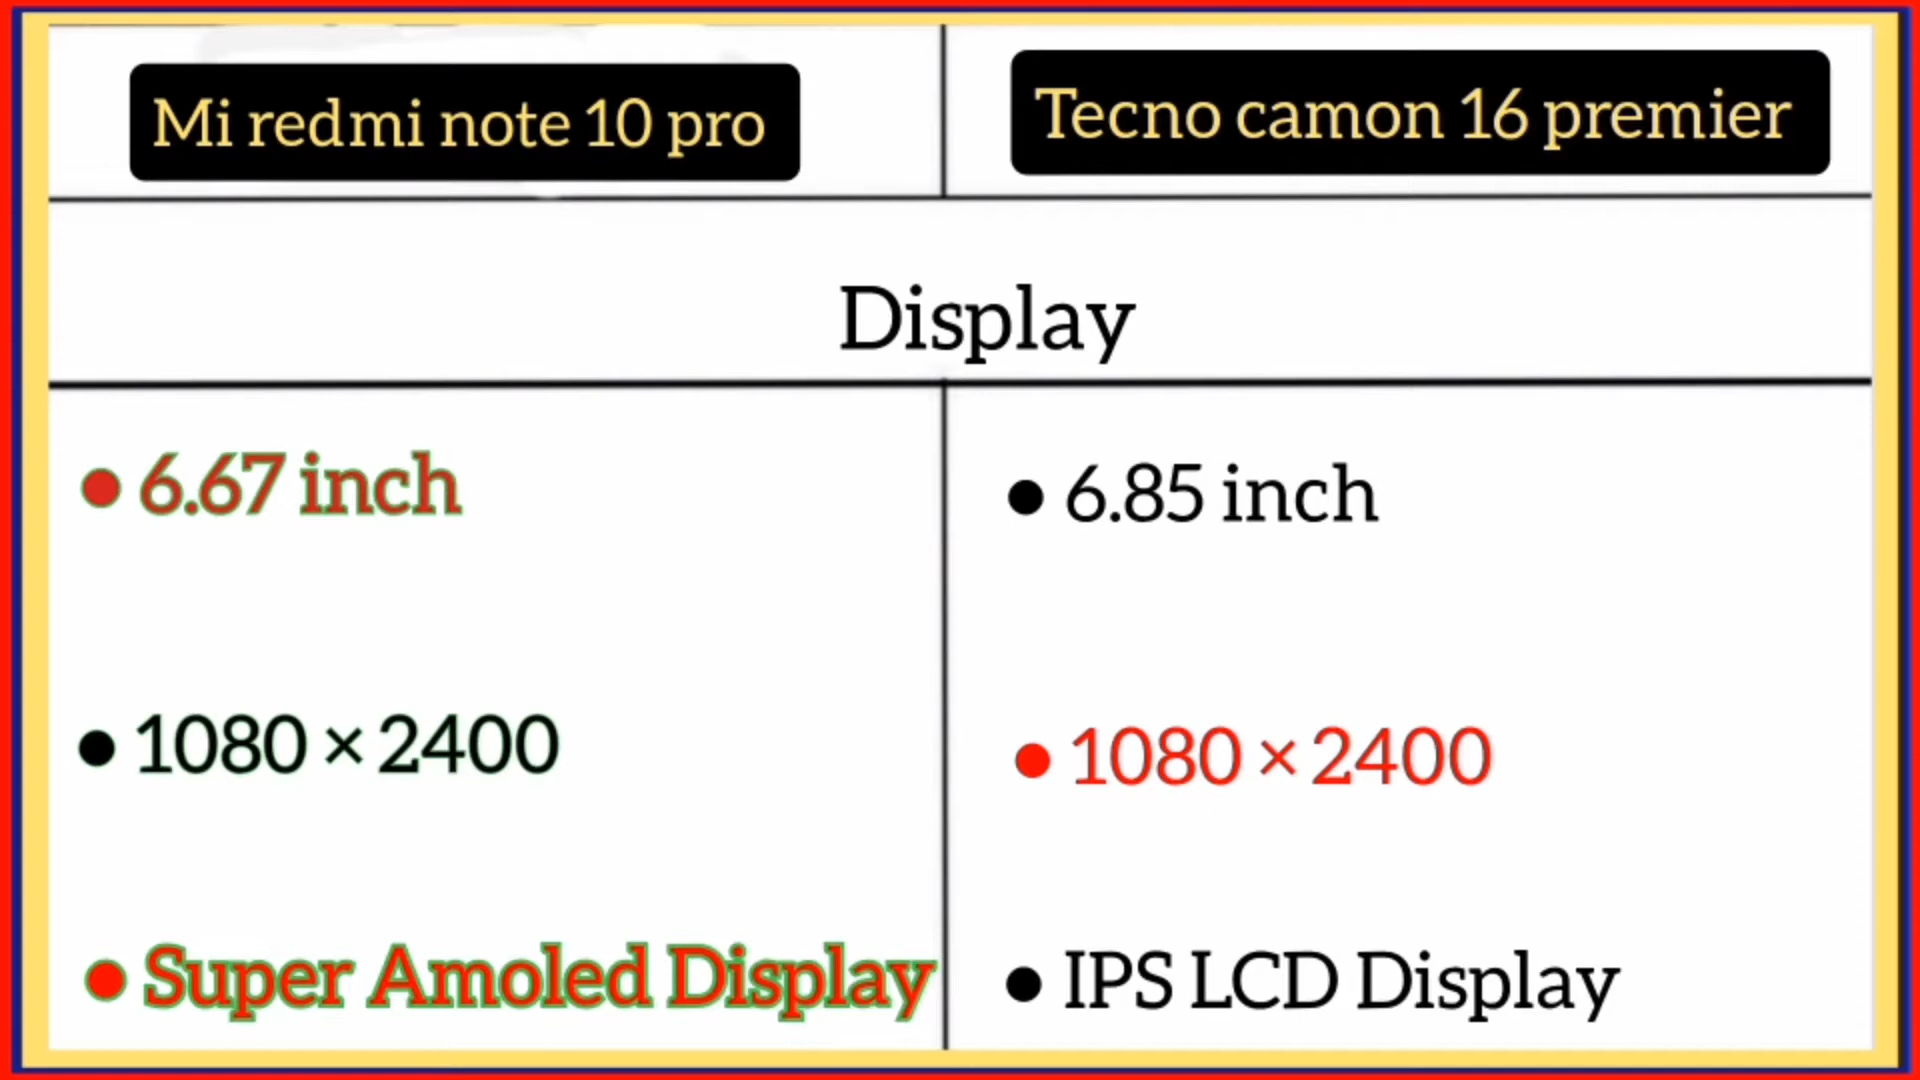 Mi redmi note 10 pro
Tecno camon 16 premier
Display
• 6.67 inch
• 6.85 inch
• 1080 × 2400
• 1080 × 2400
• Super Amoled Display
• IPS LCD Display